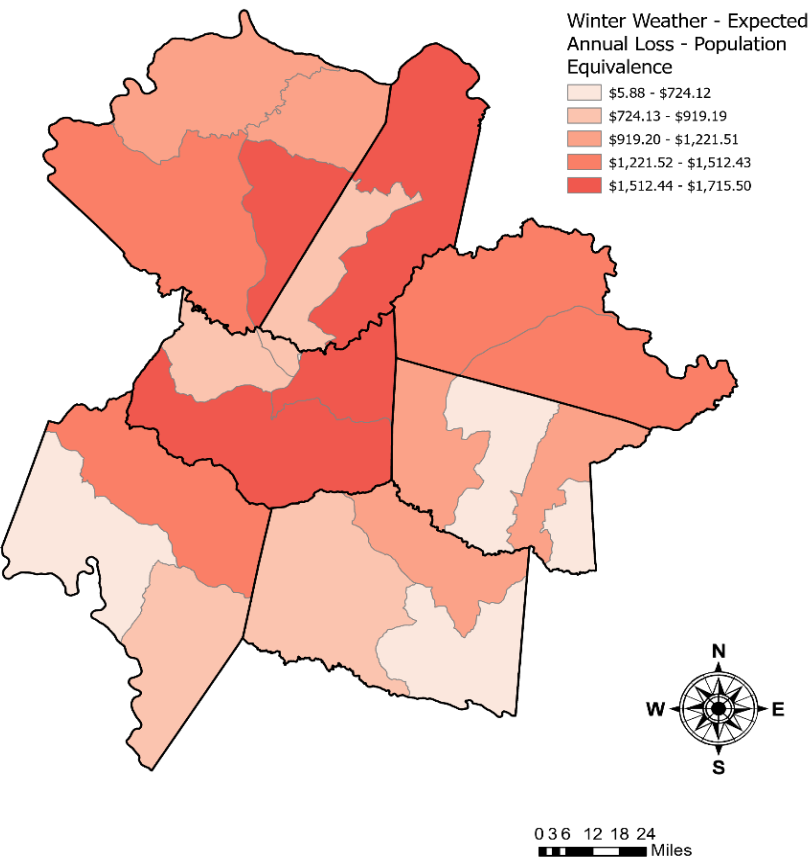 Winter Weather - Expected
Annual Loss - Population
Equivalence
$5.88 - $724.12
$724.13 - $919.19
$919.20 - $1,221.51
$1,221.52 - $1,512.43
$1,512.44 - $1,715.50
N
W E
S
0 3 6 12 18 24
Miles